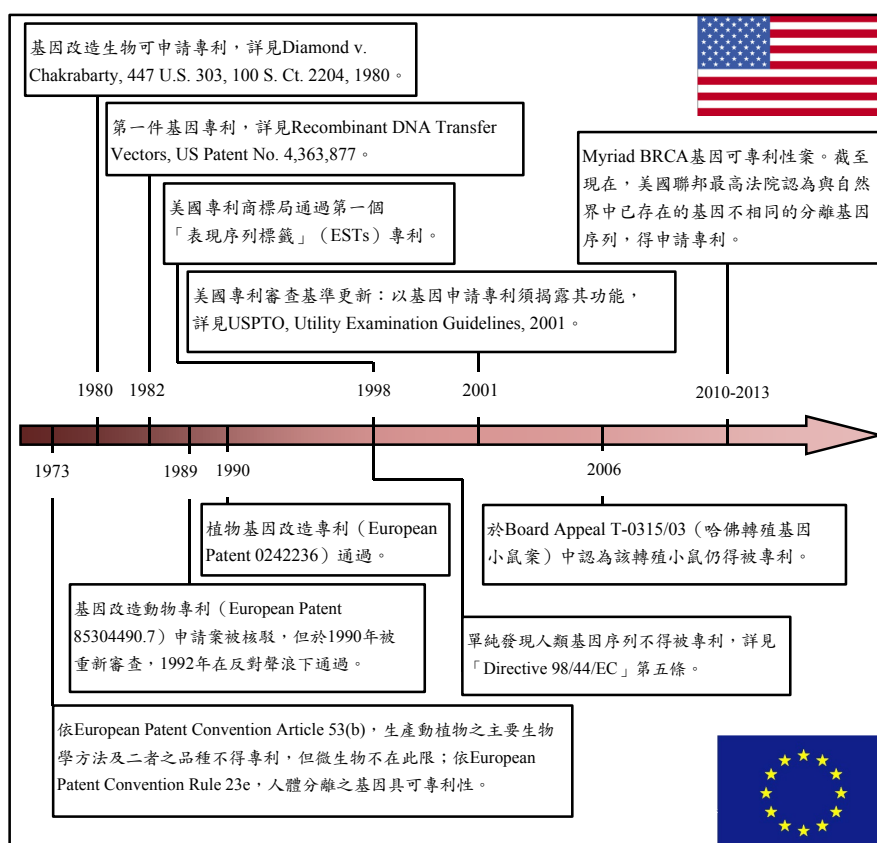 基因改造生物可申請專利，詳見Diamond v.
Chakrabarty, 447 U.S. 303, 100 S. Ct. 2204, 1980。
第一件基因專利，詳見Recombinant DNA Transfer
Vectors, US Patent No. 4,363,877。
美國專利商標局通過第一個
「表現序列標籤」（ESTs）專利。
美國專利審查基準更新：以基因申請專利須揭露其功能，
詳見USPTO, Utility Examination Guidelines, 2001。
Myriad BRCA基因可專利性案。截至
現在，美國聯邦最高法院認為與自然
界中已存在的基因不相同的分離基因
序列，得申請專利。
1980
1982
1998
2001
2010-2013
1973
1989
1990
2006
植物基因改造專利（European
Patent 0242236）通過。
於Board Appeal T-0315/03（哈佛轉殖基因
小鼠案）中認為該轉殖小鼠仍得被專利。
基因改造動物專利（European Patent
85304490.7）申請案被核駁，但於1990年被
重新審查，1992年在反對聲浪下通過。
單純發現人類基因序列不得被專利，詳見
「Directive 98/44/EC」第五條。
依European Patent Convention Article 53(b)，生產動植物之主要生物
學方法及二者之品種不得專利，但微生物不在此限；依European
Patent Convention Rule 23e，人體分離之基因具可專利性。